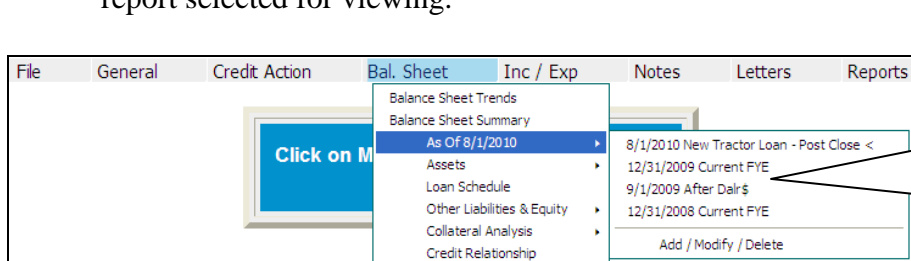 report selected for viewing.
File General Credit Action Bal. Sheet Inc / Exp Notes Letters Reports
Balance Sheet Trends
Balance Sheet Summary
As Of 8/1/2010
Assets
Loan Schedule
Other Liabilities & Equity
Collateral Analysis
Credit Relationship
Click on M
8/1/2010 New Tractor Loan - Post Close <
12/31/2009 Current FYE
9/1/2009 After Dalr$
12/31/2008 Current FYE
Add / Modify / Delete